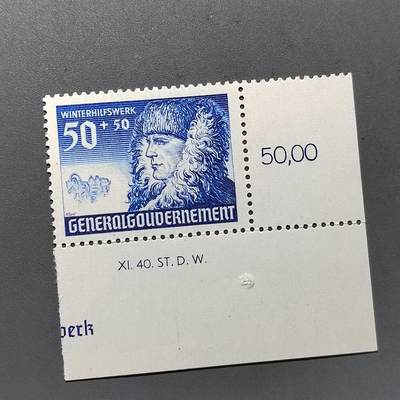 WINTERHILFSWERK
50 + 50
GENERALGOUVERNEMENT
50,00
XI. 40. ST. D. W.
werk